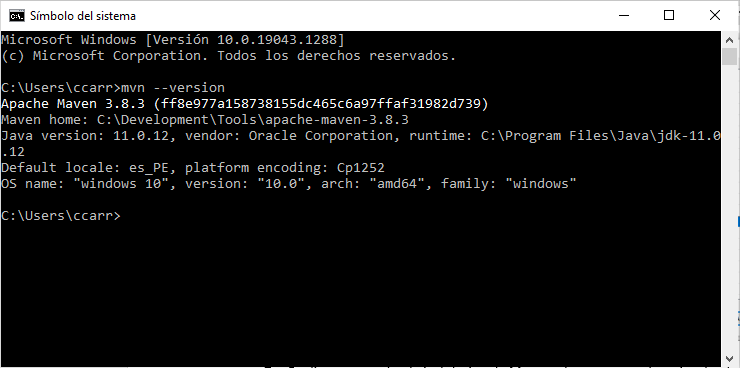 Símbolo del sistema
Microsoft Windows [Versión 10.0.19043.1288]
(c) Microsoft Corporation. Todos los derechos reservados.
C:\Users\ccarr>mvn --version
Apache Maven 3.8.3 (ff8e977a158738155dc465c6a97ffaf31982d739)
Maven home: C:\Development\Tools\apache-maven-3.8.3
Java version: 11.0.12, vendor: Oracle Corporation, runtime: C:\Program Files\Java\jdk-11.0
.12
Default locale: es_PE, platform encoding: Cp1252
OS name: "windows 10", version: "10.0", arch: "amd64", family: "windows"
C:\Users\ccarr>